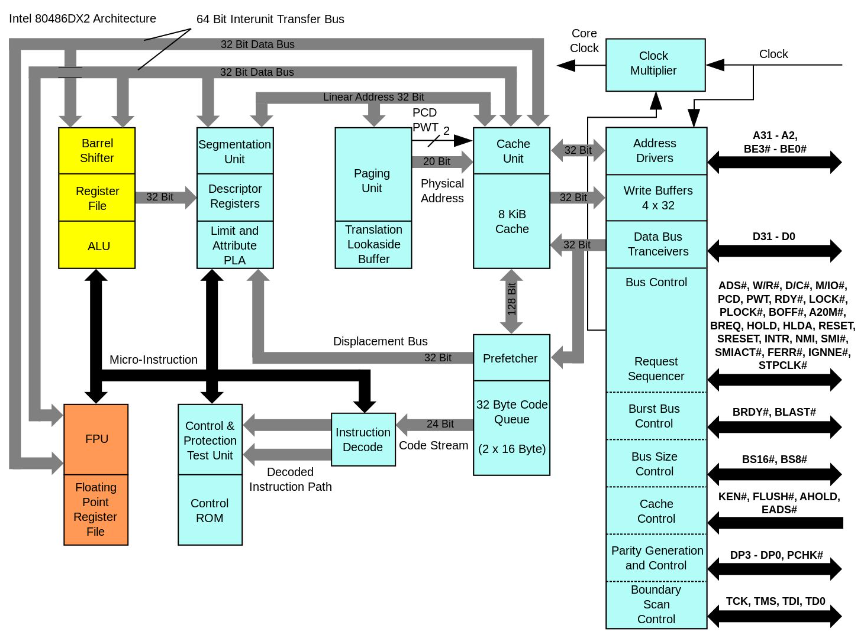 Intel 80486DX2 Architecture
64 Bit Interunit Transfer Bus
32 Bit Data Bus
32 Bit Data Bus
Linear Address 32 Bit
PCD
PWT
2
Core
Clock
Clock
Multiplier
Clock
Barrel
Shifter
Register
File
ALU
32 Bit
Segmentation
Unit
Descriptor
Registers
Limit and
Attribute
PLA
Paging
Unit
Translation
Lookaside
Buffer
20 Bit
Physical
Address
Cache
Unit
8 KiB
Cache
32 Bit
32 Bit
32 Bit
128 Bit
Address
Drivers
Write Buffers
4 x 32
Data Bus
Tranceivers
Bus Control
Request
Sequencer
Burst Bus
Control
Bus Size
Control
Cache
Control
Parity Generation
and Control
Boundary
Scan
Control
A31 - A2,
BE3# - BE0#
D31 - D0
ADS#, W/R#, D/C#, M/IO#,
PCD, PWT, RDY#, LOCK#,
PLOCK#, BOFF#, A20M#,
BREQ, HOLD, HLDA, RESET,
SRESET, INTR, NMI, SMI#,
SMIACT#, FERR#, IGNNE#,
STPCLK#
BRDY#, BLAST#
BS16#, BS8#
KEN#, FLUSH#, AHOLD,
EADS#
DP3 - DP0, PCHK#
TCK, TMS, TDI, TD0
Micro-Instruction
Displacement Bus
32 Bit
Prefetcher
32 Byte Code
Queue
(2 x 16 Byte)
24 Bit
Code Stream
Instruction
Decode
Decoded
Instruction Path
Control &
Protection
Test Unit
Control
ROM
FPU
Floating
Point
Register
File